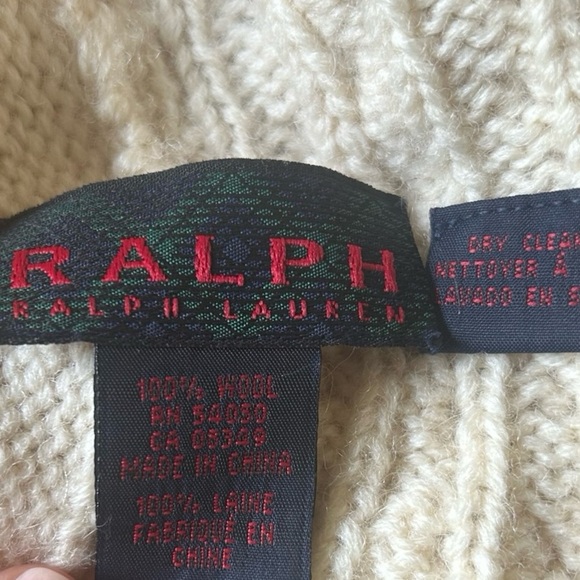 RALPH
RALPH LAUREN
100% WOOL
RN 54030
CA 03349
MADE IN CHINA
100% LAINE
FABRIQUÉ EN
CHINE
DRY CLEAN
NETTOYER À
LAVADO EN